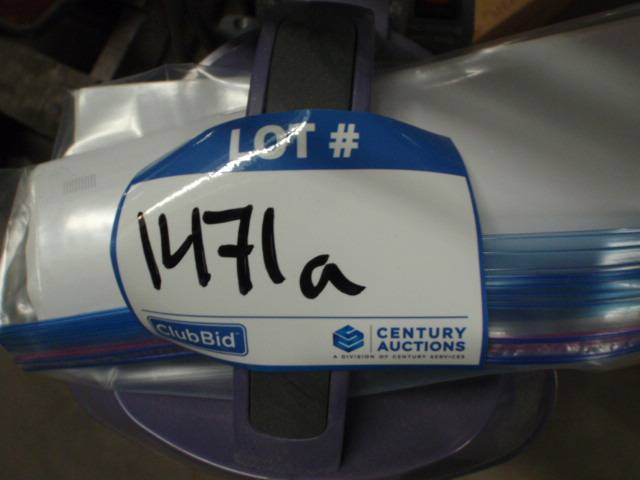 LOT #
1471a
ClubBid
CENTURY
AUCTIONS
A DIVISION OF CENTURY SERVICES